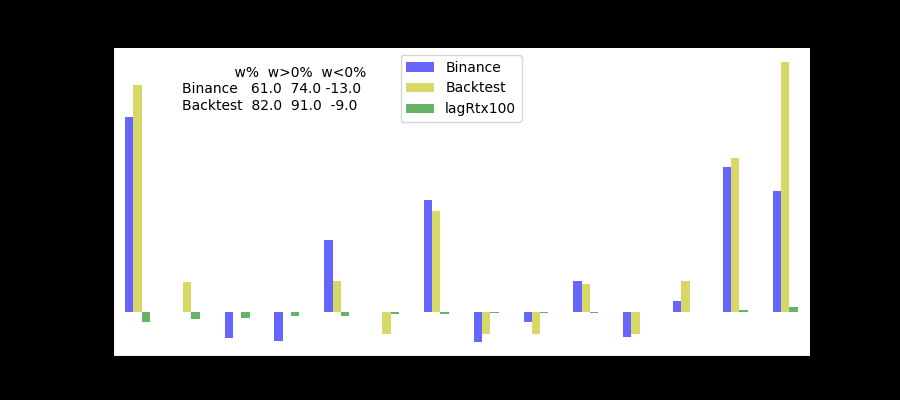 w%  w>0%  w<0%
Binance   61.0  74.0 -13.0
Backtest  82.0  91.0  -9.0
Binance
Backtest
lagRtx100